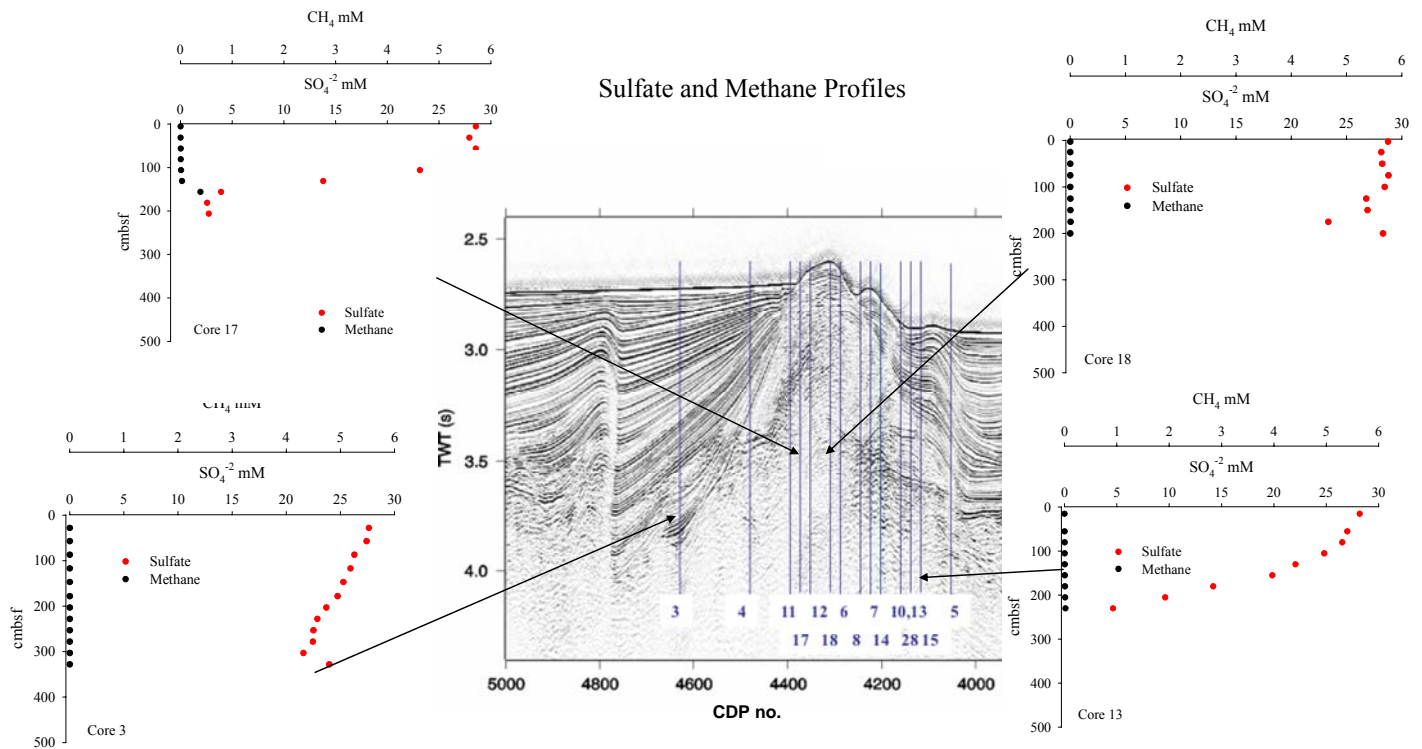 Sulfate and Methane Profiles
CH4 mM
0 1 2 3 4 5 6
SO4-2 mM
0 5 10 15 20 25 30
cmbsf
0
100
200
300
400
500
Sulfate
Methane
Core 17
CH4 mM
0 1 2 3 4 5 6
SO4-2 mM
0 5 10 15 20 25 30
cmbsf
0
100
200
300
400
500
Sulfate
Methane
Core 18
TWT (s)
2.5
3.0
3.5
4.0
3 4 11 12 6 7 10,13 5
17 18 8 14 28 15
5000 4800 4600 4400 4200 4000
CDP no.
CH4 mM
0 1 2 3 4 5 6
SO4-2 mM
0 5 10 15 20 25 30
cmbsf
0
100
200
300
400
500
Sulfate
Methane
Core 3
CH4 mM
0 1 2 3 4 5 6
SO4-2 mM
0 5 10 15 20 25 30
cmbsf
0
100
200
300
400
500
Sulfate
Methane
Core 13